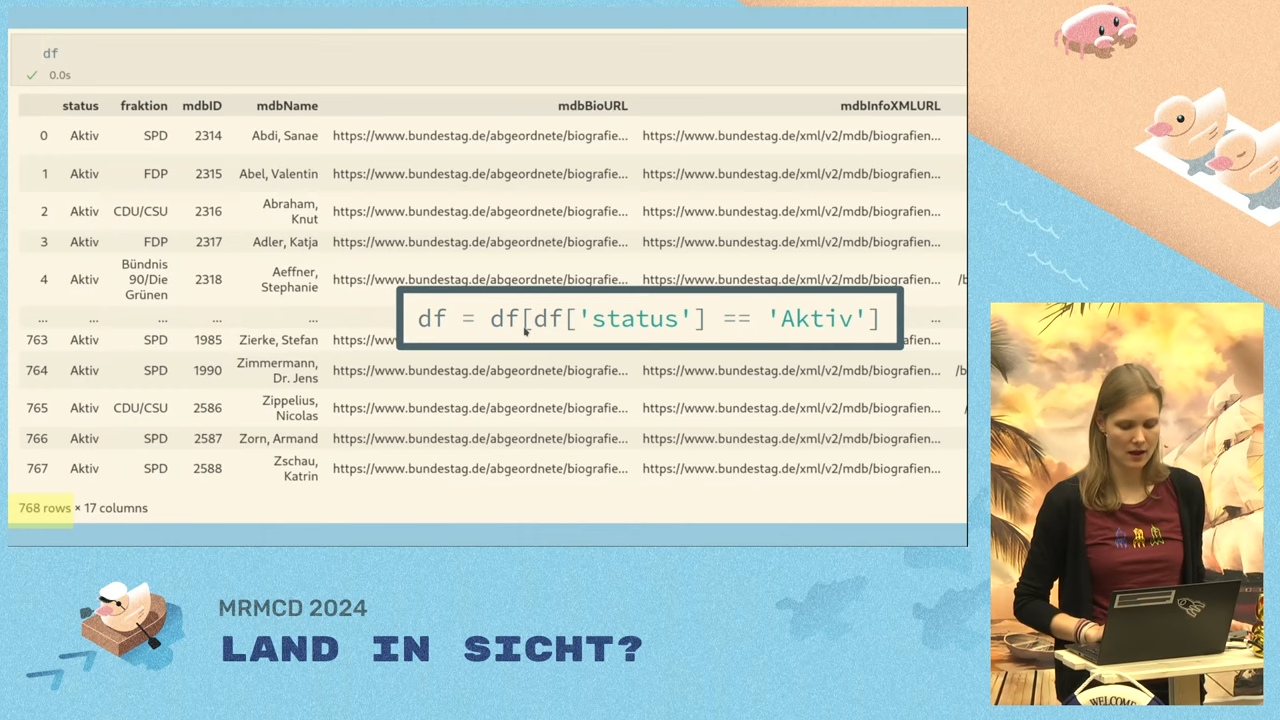 df
0.0s
status fraktion mdbID mdbName mdbBioURL mdbInfoXMLURL
0 Aktiv SPD 2314 Abdi, Sanae https://www.bundestag.de/abgeordnete/biografie... https://www.bundestag.de/xml/v2/mdb/biografien...
1 Aktiv FDP 2315 Abel, Valentin https://www.bundestag.de/abgeordnete/biografie... https://www.bundestag.de/xml/v2/mdb/biografien...
2 Aktiv CDU/CSU 2316 Abraham, Knut https://www.bundestag.de/abgeordnete/biografie... https://www.bundestag.de/xml/v2/mdb/biografien...
3 Aktiv FDP 2317 Adler, Katja https://www.bundestag.de/abgeordnete/biografie... https://www.bundestag.de/xml/v2/mdb/biografien...
4 Aktiv Bündnis 90/Die Grünen 2318 Aeffner, Stephanie https://www.bundestag.de/abgeordnete/biografie... https://www.bundestag.de/xml/v2/mdb/biografien... /b
... ... ... ... ... ...
df = df[df['status'] == 'Aktiv']
763 Aktiv SPD 1985 Zierke, Stefan https://www afien...
764 Aktiv SPD 1990 Zimmermann, Dr. Jens https://www.bundestag.de/abgeordnete/biografie... https://www.bundestag.de/xml/v2/mdb/biografien... /b
765 Aktiv CDU/CSU 2586 Zippelius, Nicolas https://www.bundestag.de/abgeordnete/biografie... https://www.bundestag.de/xml/v2/mdb/biografien... /
766 Aktiv SPD 2587 Zorn, Armand https://www.bundestag.de/abgeordnete/biografie... https://www.bundestag.de/xml/v2/mdb/biografien...
767 Aktiv SPD 2588 Zschau, Katrin https://www.bundestag.de/abgeordnete/biografie... https://www.bundestag.de/xml/v2/mdb/biografien...
768 rows × 17 columns
MRMCD 2024
LAND IN SICHT?
WELCOME